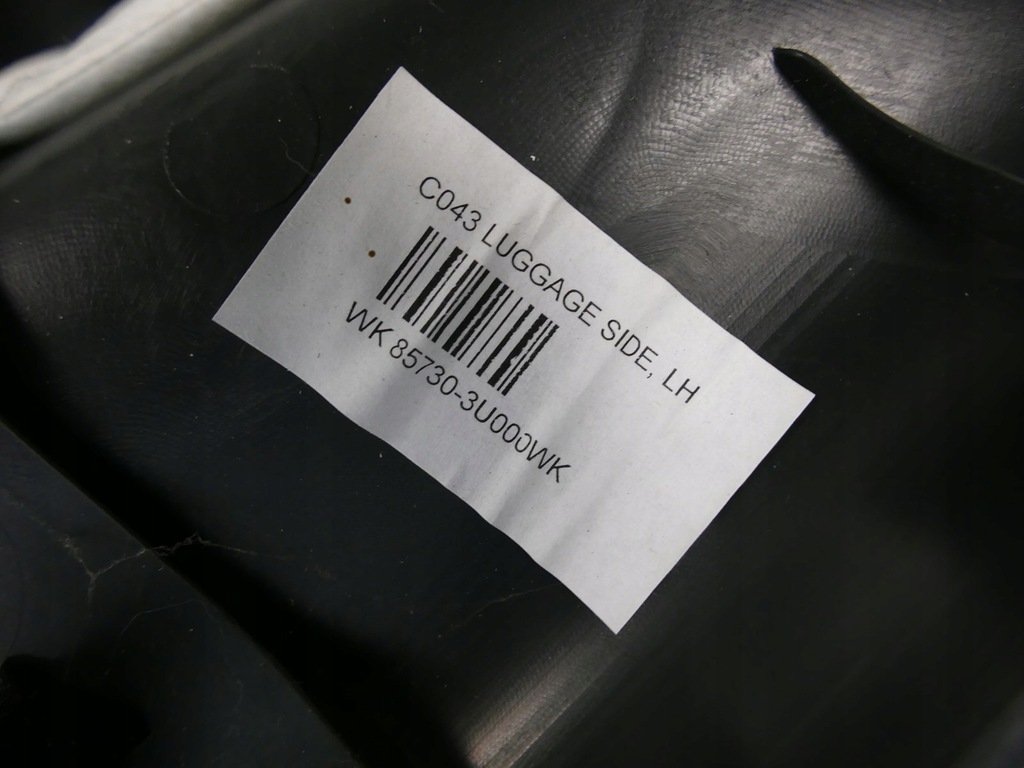 C043 LUGGAGE SIDE, LH
WK 85730-3U000WK